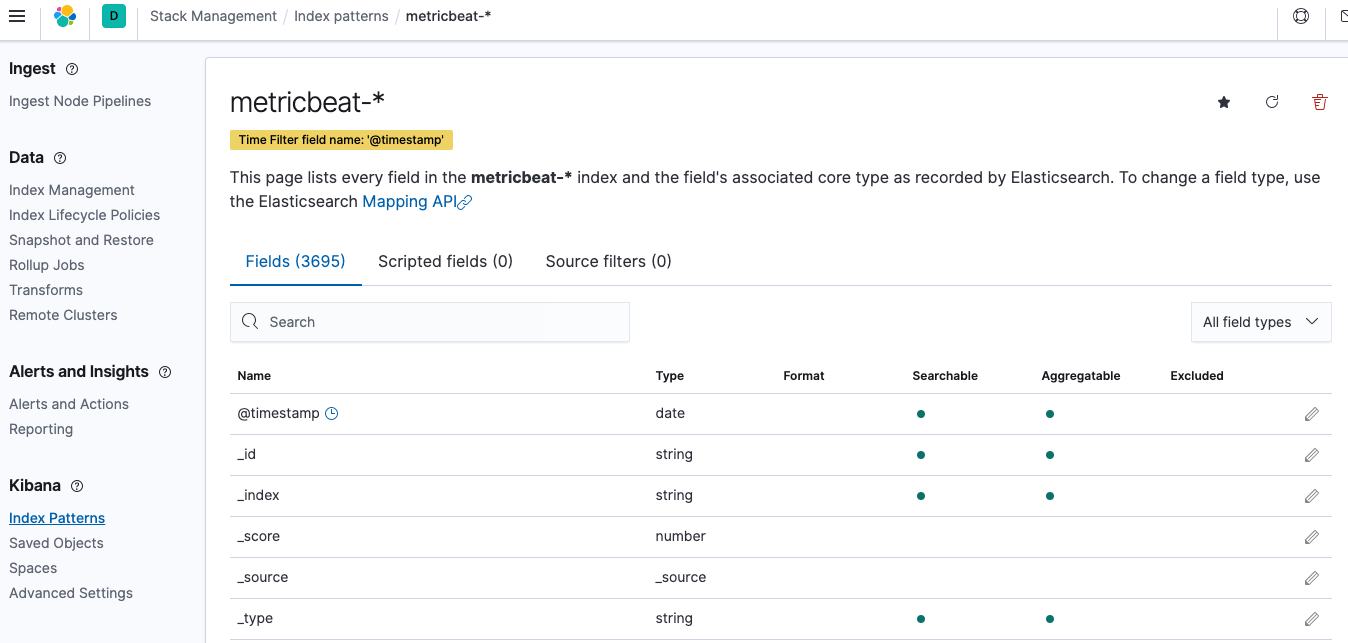 D Stack Management / Index patterns / metricbeat-*
Ingest
Ingest Node Pipelines
Data
Index Management
Index Lifecycle Policies
Snapshot and Restore
Rollup Jobs
Transforms
Remote Clusters
Alerts and Insights
Alerts and Actions
Reporting
Kibana
Index Patterns
Saved Objects
Spaces
Advanced Settings
metricbeat-*
Time Filter field name: '@timestamp'
This page lists every field in the metricbeat-* index and the field's associated core type as recorded by Elasticsearch. To change a field type, use
the Elasticsearch Mapping API
Fields (3695) Scripted fields (0) Source filters (0)
Search All field types
Name Type Format Searchable Aggregatable Excluded
@timestamp date
_id string
_index string
_score number
_source _source
_type string